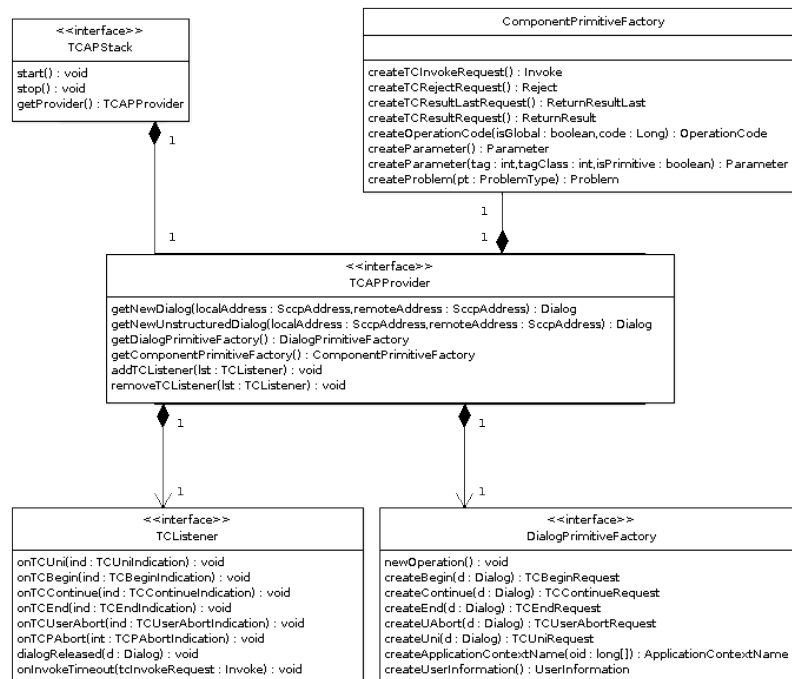 <<interface>>
TCAPStack
start() : void
stop() : void
getProvider() : TCAPProvider
ComponentPrimitiveFactory
createTCInvokeRequest() : Invoke
createTCRejectRequest() : Reject
createTCResultLastRequest() : ReturnResultLast
createTCResultRequest() : ReturnResult
createOperationCode(isGlobal : boolean,code : Long) : OperationCode
createParameter() : Parameter
createParameter(tag : int,tagClass : int,isPrimitive : boolean) : Parameter
createProblem(pt : ProblemType) : Problem
1
1
1
1
<<interface>>
TCAPProvider
getNewDialog(localAddress : SccpAddress,remoteAddress : SccpAddress) : Dialog
getNewUnstructuredDialog(localAddress : SccpAddress,remoteAddress : SccpAddress) : Dialog
getDialogPrimitiveFactory() : DialogPrimitiveFactory
getComponentPrimitiveFactory() : ComponentPrimitiveFactory
addTCListener(lst : TCListener) : void
removeTCListener(lst : TCListener) : void
1
1
1
1
<<interface>>
TCListener
onTCUni(ind : TCUniIndication) : void
onTCBegin(ind : TCBeginIndication) : void
onTCContinue(ind : TCContinueIndication) : void
onTCEnd(ind : TCEndIndication) : void
onTCUserAbort(ind : TCUserAbortIndication) : void
onTCPAbort(int : TCPAbortIndication) : void
dialogReleased(d : Dialog) : void
onInvokeTimeout(tcInvokeRequest : Invoke) : void
<<interface>>
DialogPrimitiveFactory
newOperation() : void
createBegin(d : Dialog) : TCBeginRequest
createContinue(d : Dialog) : TCContinueRequest
createEnd(d : Dialog) : TCEndRequest
createUAbort(d : Dialog) : TCUserAbortRequest
createUni(d : Dialog) : TCUniRequest
createApplicationContextName(oid : long[]) : ApplicationContextName
createUserInformation() : UserInformation